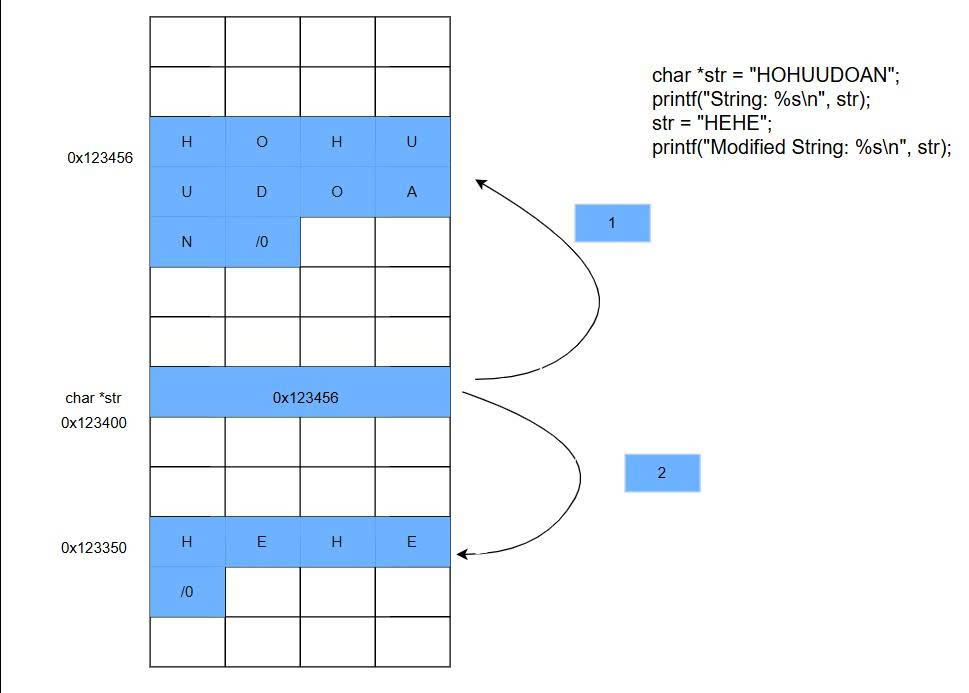 char *str = "HOHUUDOAN";
printf("String: %s\n", str);
str = "HEHE";
printf("Modified String: %s\n", str);
0x123456
H O H U
U D O A
N /0
1
char *str
0x123400
0x123456
2
0x123350
H E H E
/0